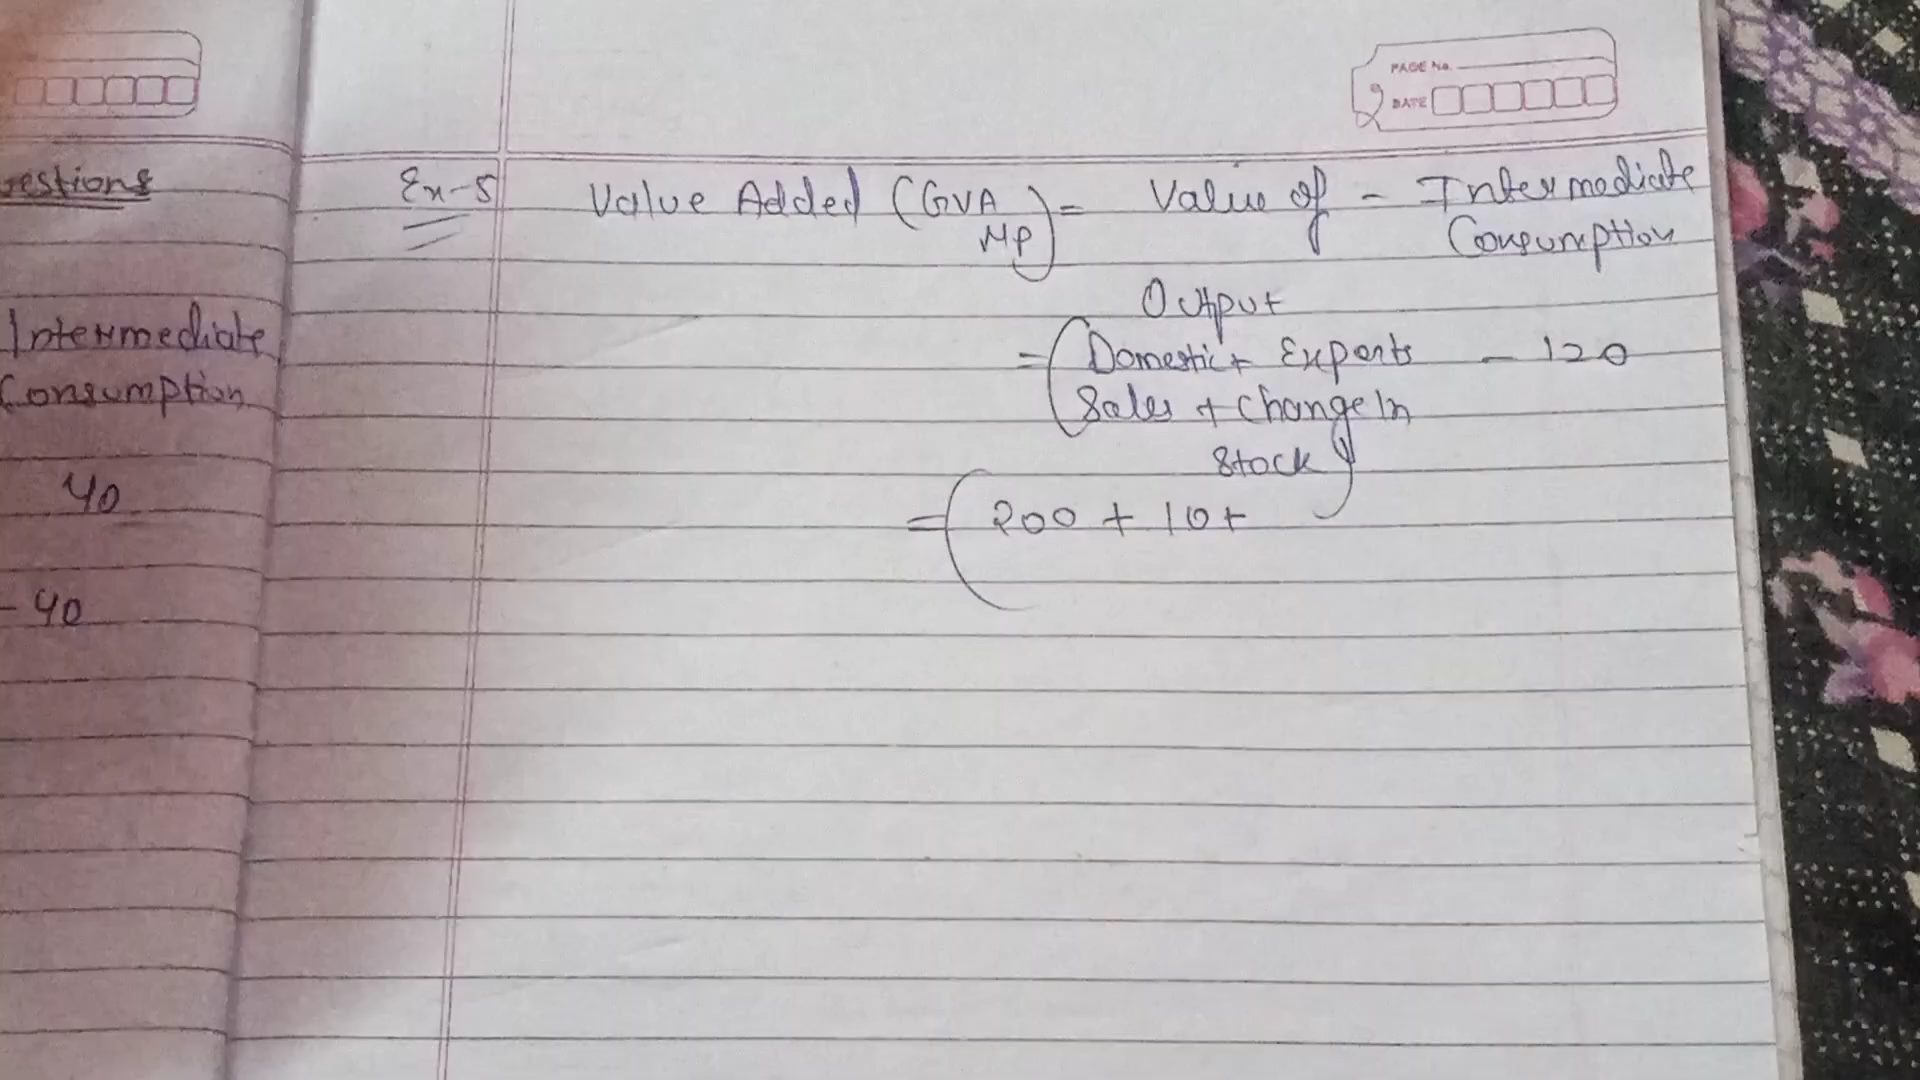 PAGE No.
DATE
restions
Intermediate
Consumption
40
- 40
Ex-5 Value Added (GVA MP) = Value of - Intermediate
Consumption
Output
= (Domestic + Exports - 120
Sales + Change In
Stock)
= (200 + 10 +